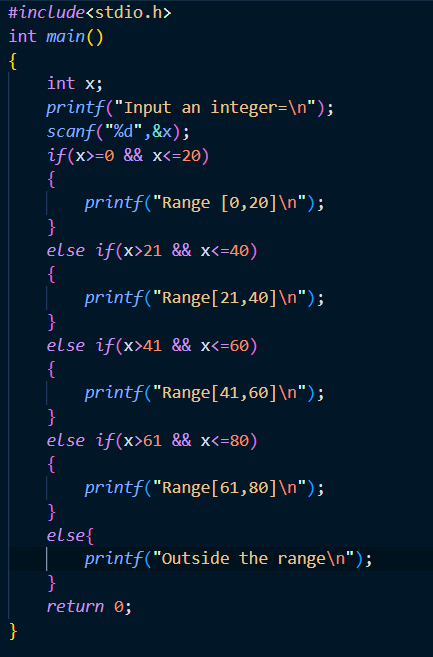 #include<stdio.h>
int main()
{
    int x;
    printf("Input an integer=\n");
    scanf("%d",&x);
    if(x>=0 && x<=20)
    {
        printf("Range [0,20]\n");
    }
    else if(x>21 && x<=40)
    {
        printf("Range[21,40]\n");
    }
    else if(x>41 && x<=60)
    {
        printf("Range[41,60]\n");
    }
    else if(x>61 && x<=80)
    {
        printf("Range[61,80]\n");
    }
    else{
        printf("Outside the range\n");
    }
    return 0;
}